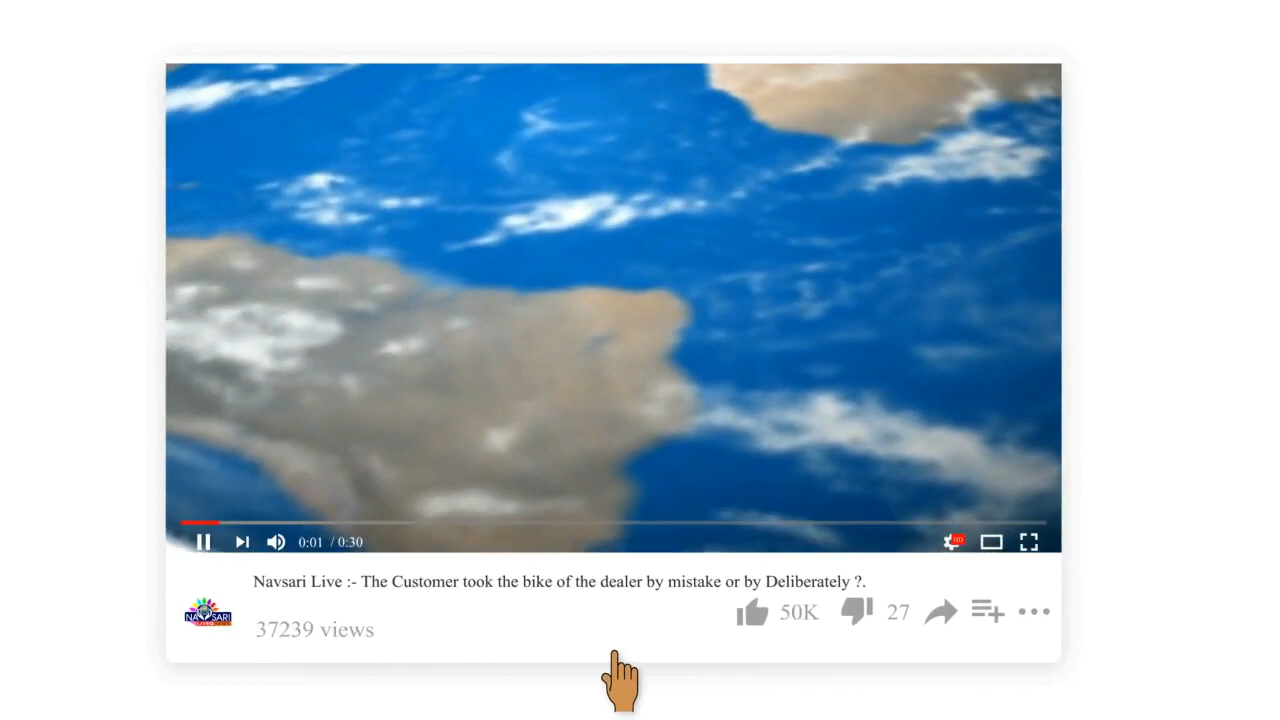 HD
0:01 / 0:30
Navsari Live :- The Customer took the bike of the dealer by mistake or by Deliberately ?.
NAVSARI
37239 views
50K
27